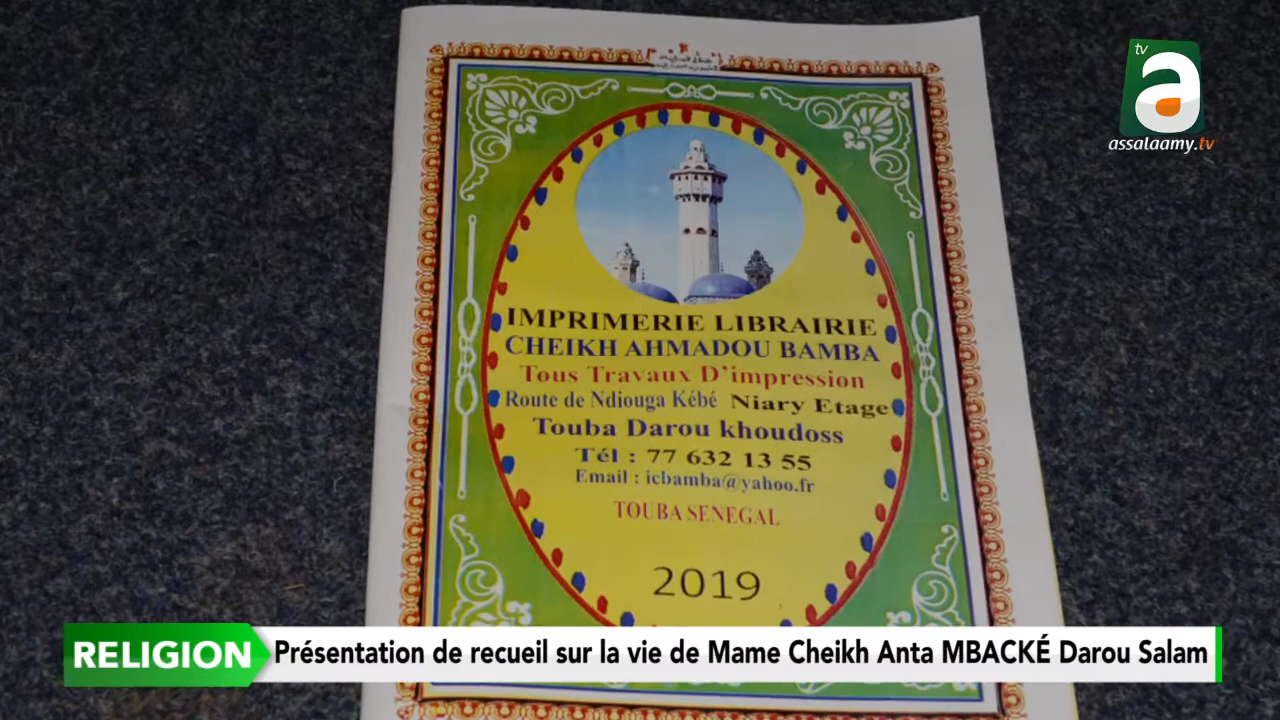 tv
a
assalaamy.tv
IMPRIMERIE LIBRAIRIE
CHEIKH AHMADOU BAMBA
Tous Travaux D'impression
Route de Ndiouga Kébé Niary Etage
Touba Darou khoudoss
Tél : 77 632 13 55
Email : icbamba@yahoo.fr
TOUBA SENEGAL
2019
RELIGION Présentation de recueil sur la vie de Mame Cheikh Anta MBACKÉ Darou Salam